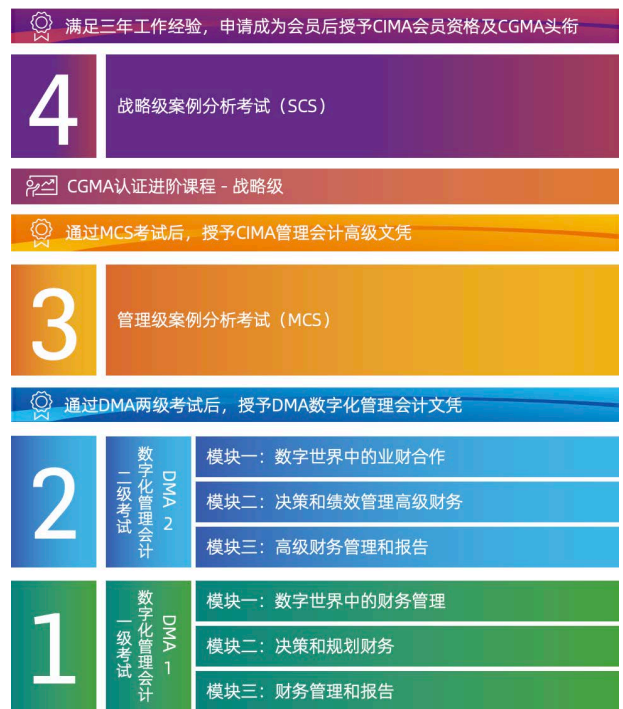 满足三年工作经验，申请成为会员后授予CIMA会员资格及CGMA头衔
4
战略级案例分析考试（SCS）
CGMA认证进阶课程 - 战略级
通过MCS考试后，授予CIMA管理会计高级文凭
3
管理级案例分析考试（MCS）
通过DMA两级考试后，授予DMA数字化管理会计文凭
2
DMA 2
数字化管理会计
二级考试
模块一：数字世界中的业财合作
模块二：决策和绩效管理高级财务
模块三：高级财务管理和报告
1
DMA 1
数字化管理会计
一级考试
模块一：数字世界中的财务管理
模块二：决策和规划财务
模块三：财务管理和报告